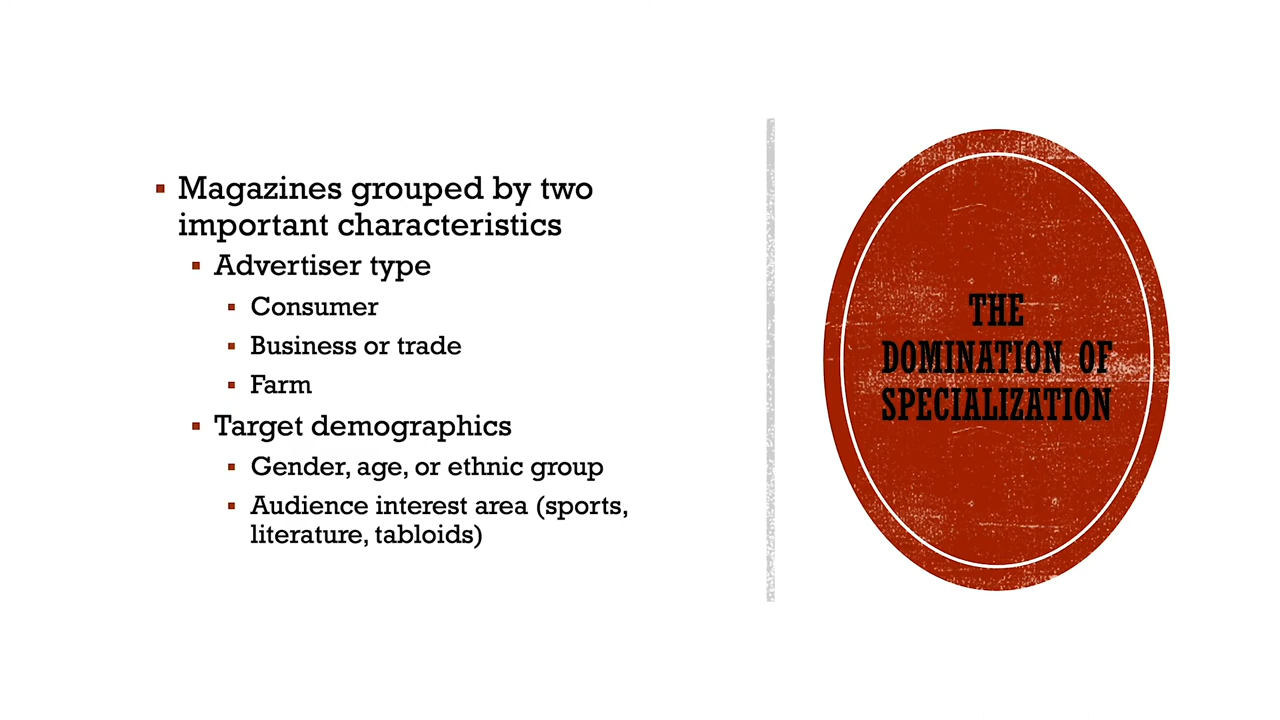 Magazines grouped by two
important characteristics
Advertiser type
Consumer
Business or trade
Farm
Target demographics
Gender, age, or ethnic group
Audience interest area (sports,
literature, tabloids)
THE
DOMINATION OF
SPECIALIZATION